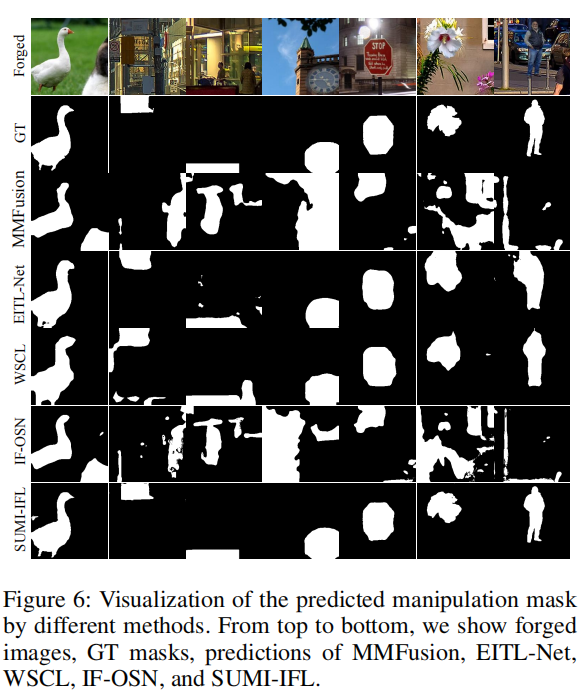 Forged
STOP
GT
MMFusion
EITL-Net
WSCL
IF-OSN
SUMI-IFL
Figure 6: Visualization of the predicted manipulation mask
by different methods. From top to bottom, we show forged
images, GT masks, predictions of MMFusion, EITL-Net,
WSCL, IF-OSN, and SUMI-IFL.